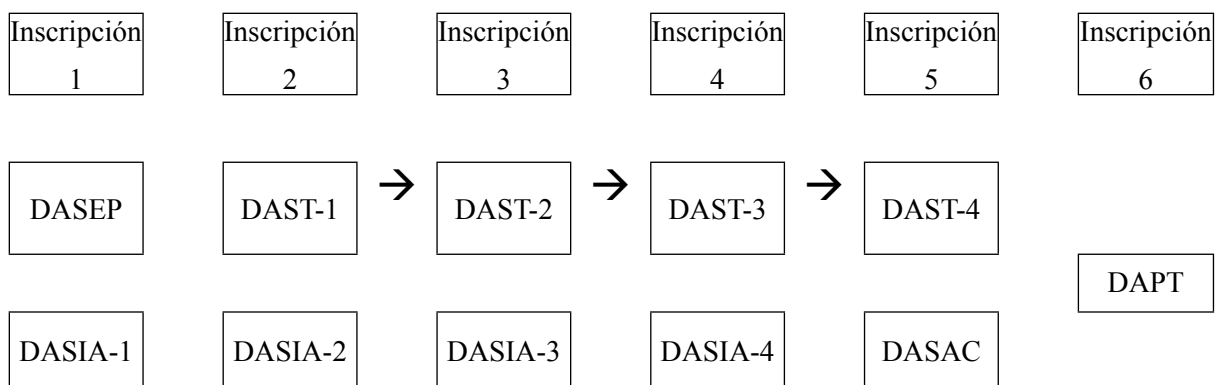 Inscripción Inscripción Inscripción Inscripción Inscripción Inscripción
1 2 3 4 5 6
DASEP DAST-1 → DAST-2 → DAST-3 → DAST-4
DAPT
DASIA-1 DASIA-2 DASIA-3 DASIA-4 DASAC